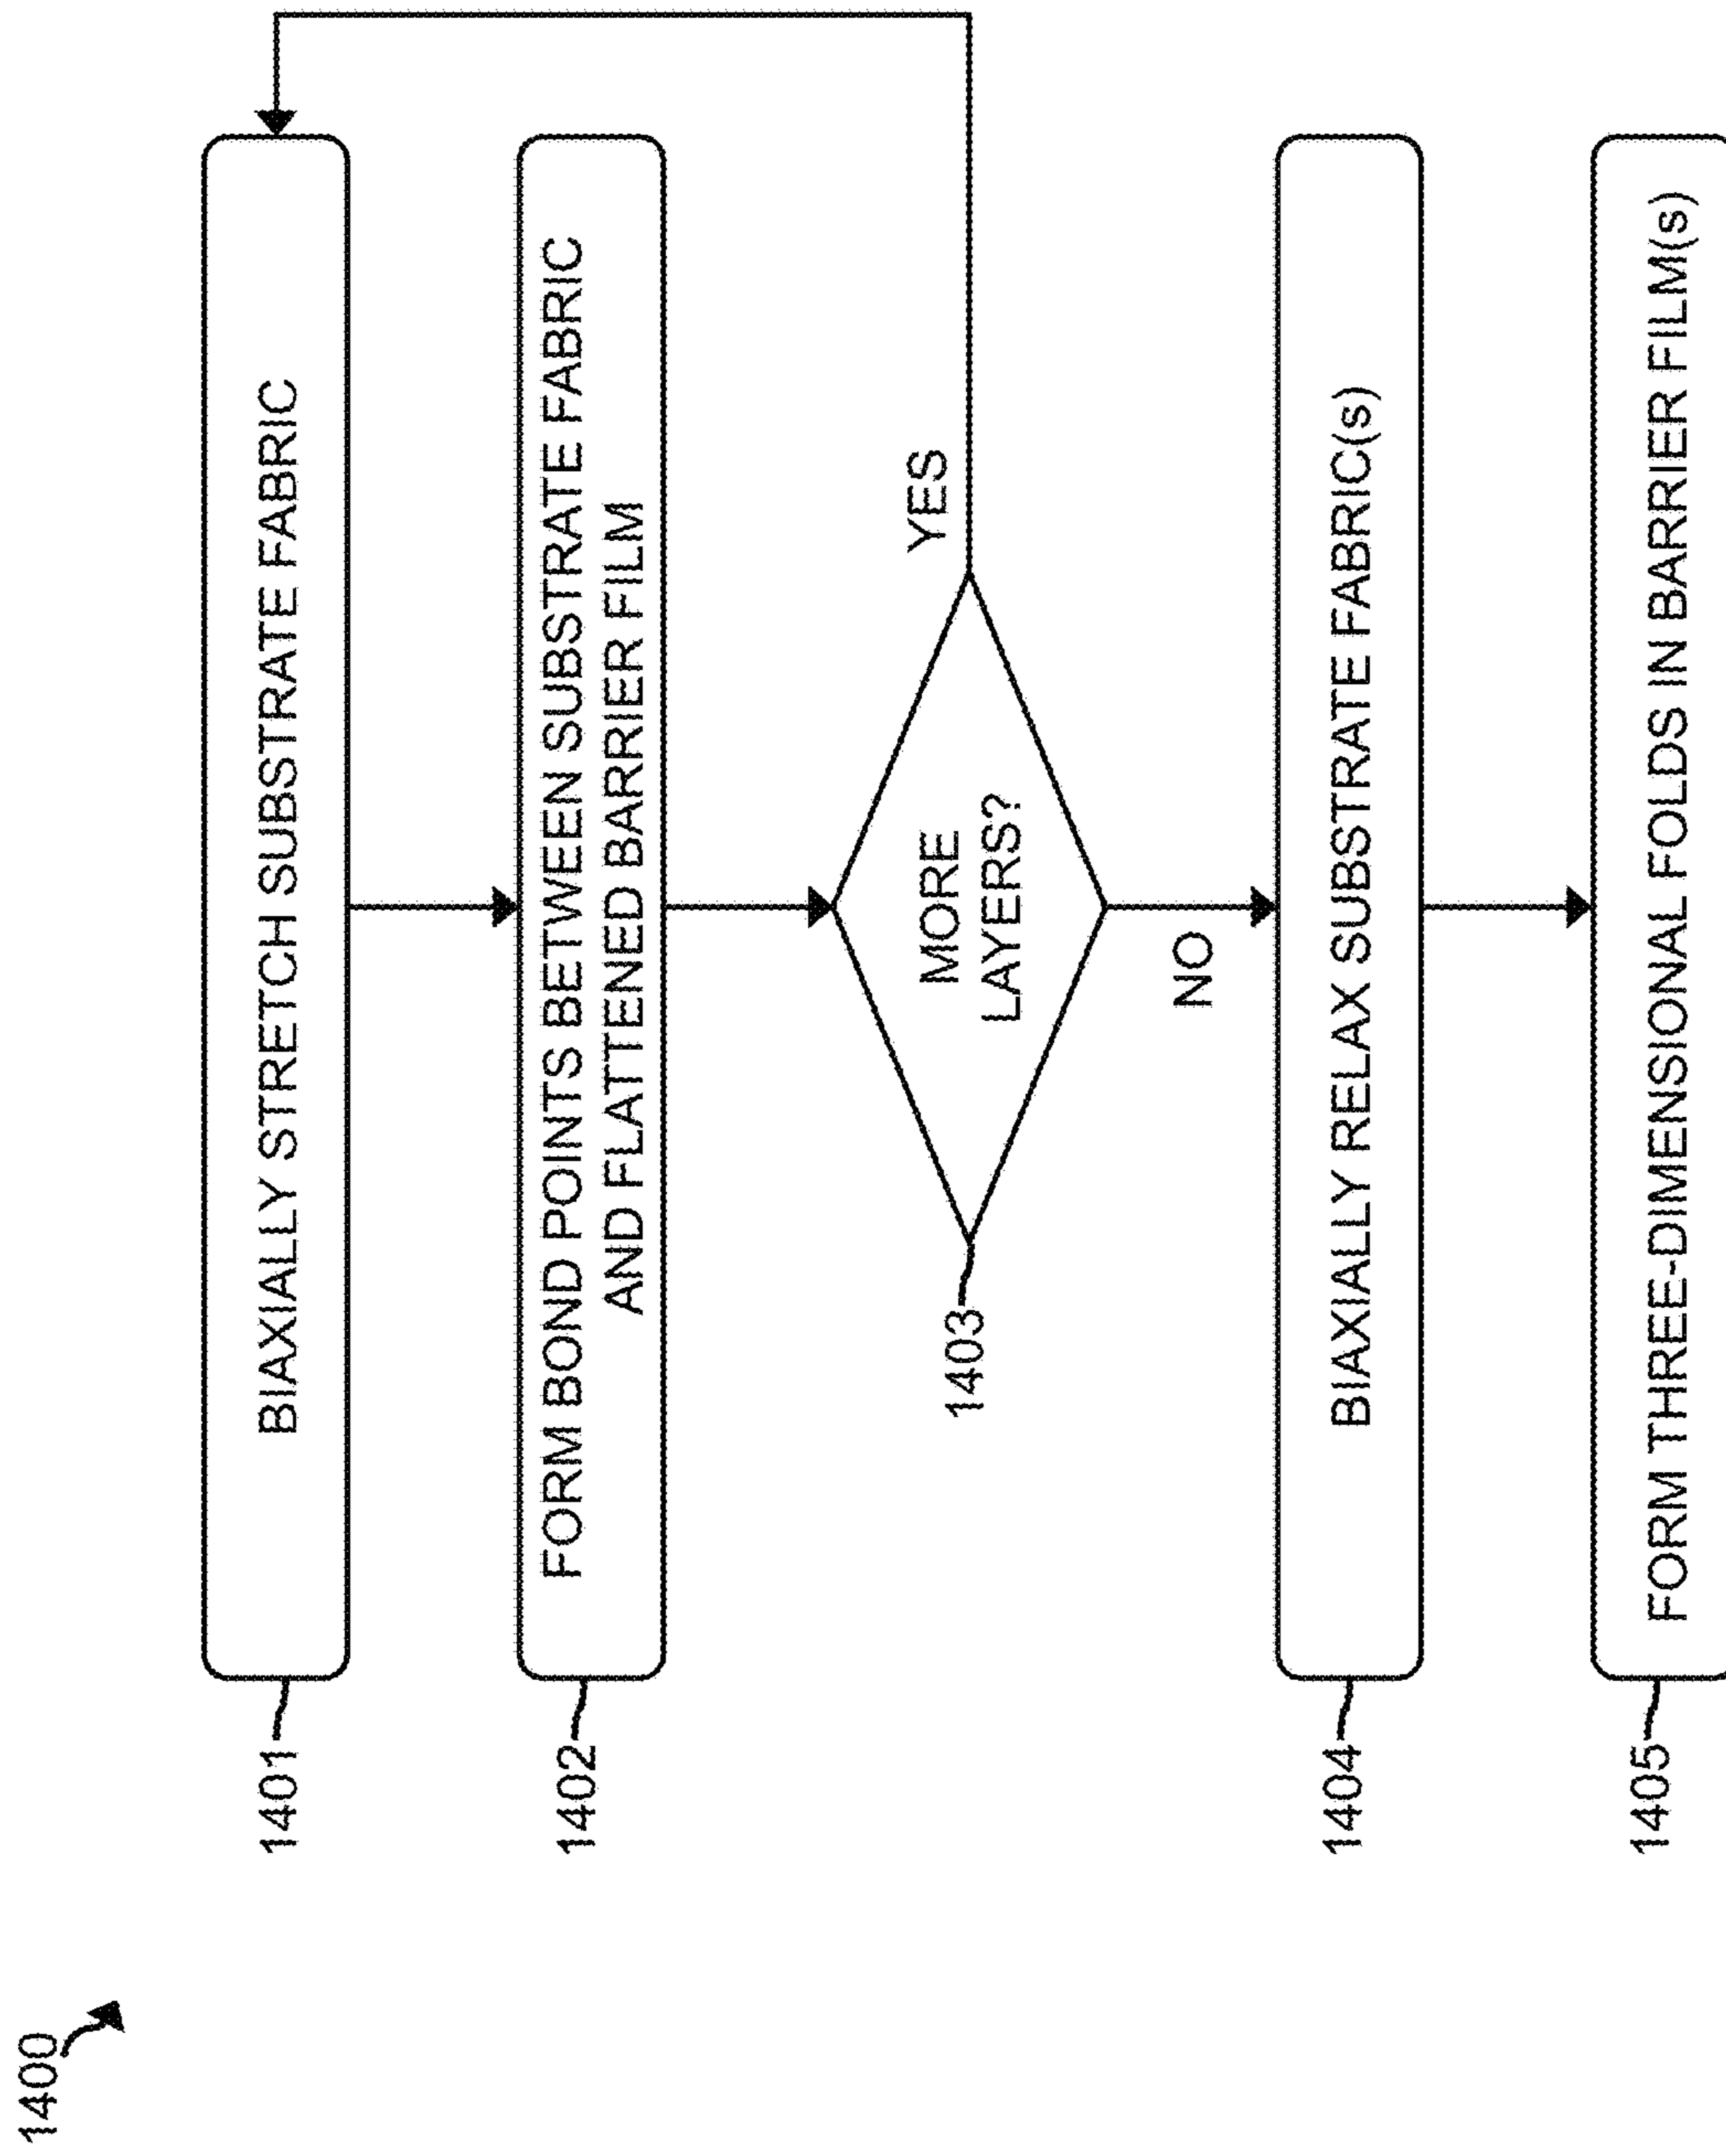 1400
1401
BIAXIALLY STRETCH SUBSTRATE FABRIC
1402
FORM BOND POINTS BETWEEN SUBSTRATE FABRIC
AND FLATTENED BARRIER FILM
1403
MORE
LAYERS?
YES
NO
1404
BIAXIALLY RELAX SUBSTRATE FABRIC(s)
1405
FORM THREE-DIMENSIONAL FOLDS IN BARRIER FILM(s)